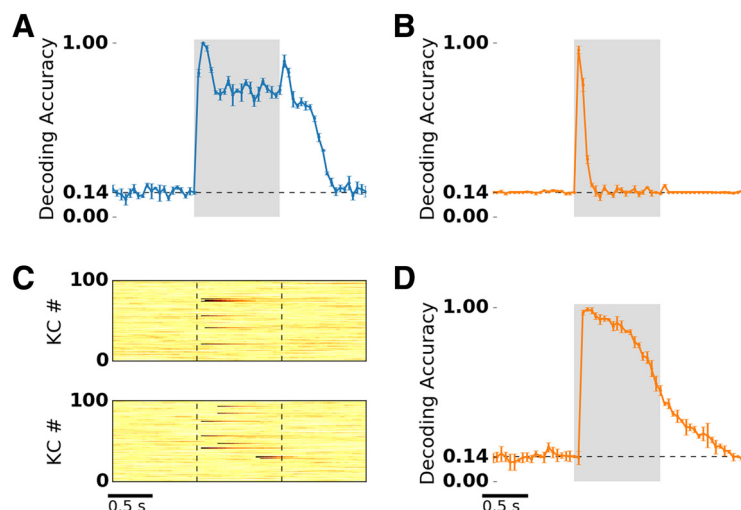 A
1.00
Decoding Accuracy
0.14
0.00
B
1.00
Decoding Accuracy
0.14
0.00
C
100
KC #
0
100
KC #
0
0.5 s
D
1.00
Decoding Accuracy
0.14
0.00
0.5 s